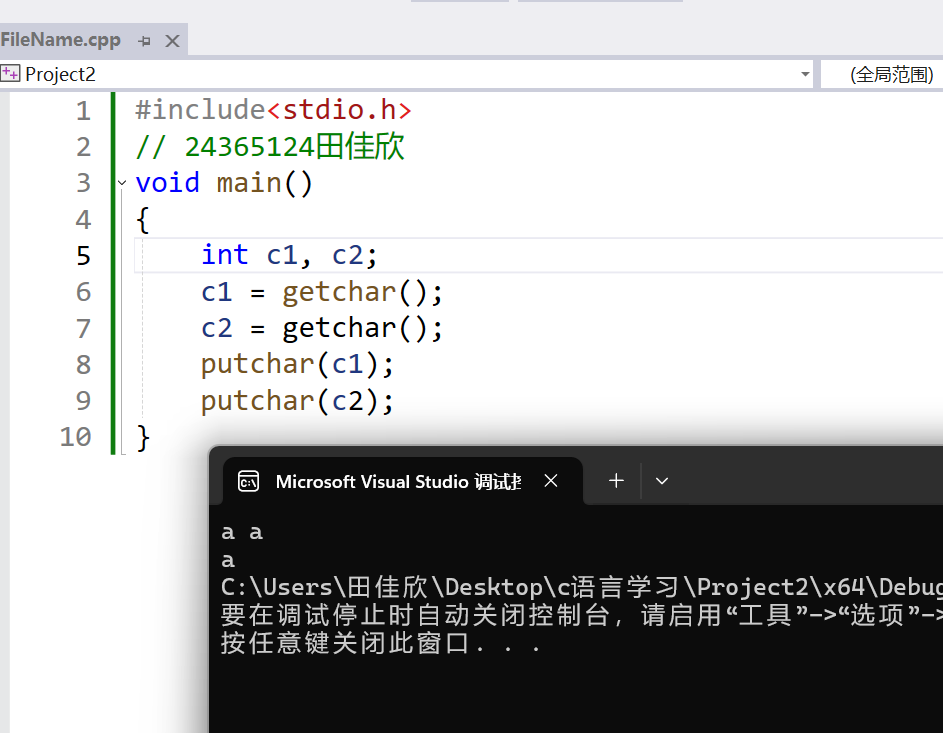 FileName.cpp
Project2
(全局范围)
1 #include<stdio.h>
2 // 24365124田佳欣
3 void main()
4 {
5 int c1, c2;
6 c1 = getchar();
7 c2 = getchar();
8 putchar(c1);
9 putchar(c2);
10 }
Microsoft Visual Studio 调试
a a
a
C:\Users\田佳欣\Desktop\c语言学习\Project2\x64\Debug
要在调试停止时自动关闭控制台，请启用“工具”->“选项”->
按任意键关闭此窗口. . .